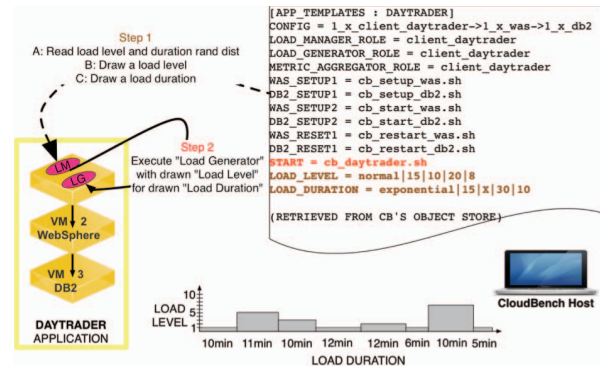 Step 1
A: Read load level and duration rand dist
B: Draw a load level
C: Draw a load duration
[APP_TEMPLATES : DAYTRADER]
CONFIG = 1_x_client_daytrader->1_x_was->1_x_db2
LOAD_MANAGER_ROLE = client_daytrader
LOAD_GENERATOR_ROLE = client_daytrader
METRIC_AGGREGATOR_ROLE = client_daytrader
WAS_SETUP1 = cb_setup_was.sh
DB2_SETUP1 = cb_setup_db2.sh
WAS_SETUP2 = cb_start_was.sh
DB2_SETUP2 = cb_start_db2.sh
WAS_RESET1 = cb_restart_was.sh
DB2_RESET1 = cb_restart_db2.sh
START = cb_daytrader.sh
LOAD_LEVEL = normal|15|10|20|8
LOAD_DURATION = exponential|15|X|30|10
(RETRIEVED FROM CB'S OBJECT STORE)
Step 2
Execute "Load Generator"
with drawn "Load Level"
for drawn "Load Duration"
LM
LG
VM 2
WebSphere
VM 3
DB2
DAYTRADER
APPLICATION
CloudBench Host
LOAD
LEVEL
10
5
1
10min 11min 10min 12min 12min 6min 10min 5min
LOAD DURATION